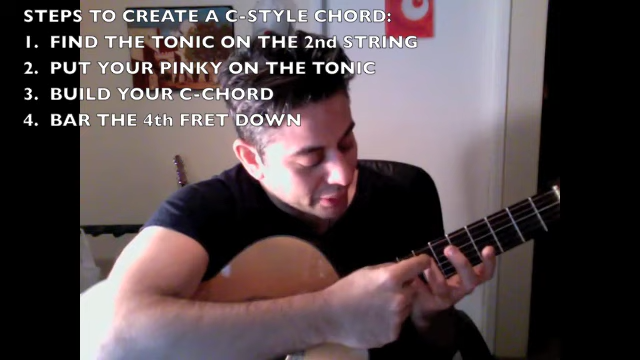 STEPS TO CREATE A C-STYLE CHORD:
1. FIND THE TONIC ON THE 2nd STRING
2. PUT YOUR PINKY ON THE TONIC
3. BUILD YOUR C-CHORD
4. BAR THE 4th FRET DOWN